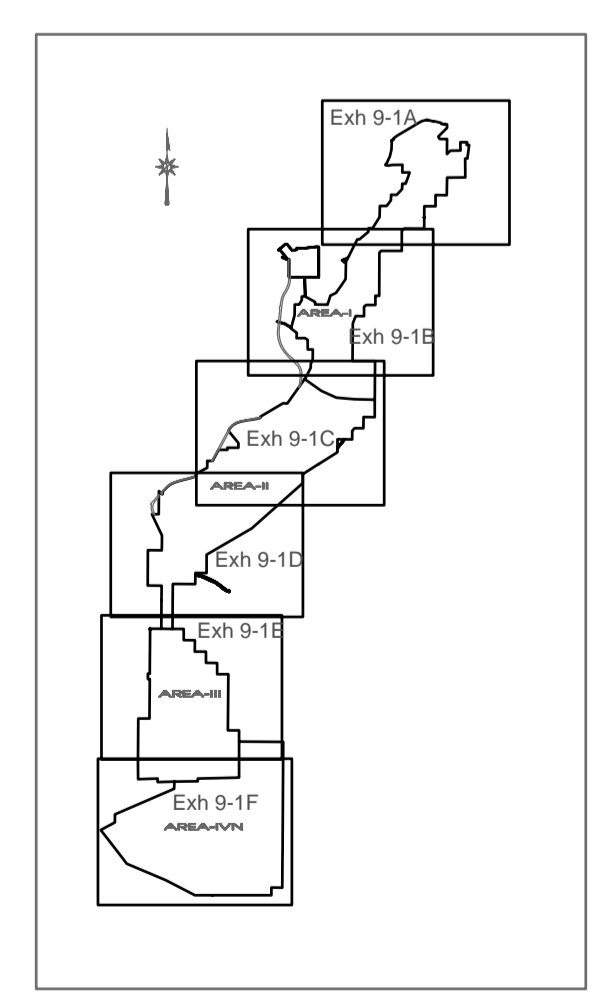 Exh 9-1A
AREA-I
Exh 9-1B
Exh 9-1C
AREA-II
Exh 9-1D
Exh 9-1E
AREA-III
Exh 9-1F
AREA-IVN